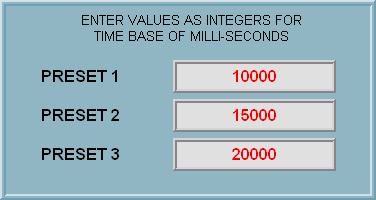 ENTER VALUES AS INTEGERS FOR
TIME BASE OF MILLI-SECONDS
PRESET 1 10000
PRESET 2 15000
PRESET 3 20000